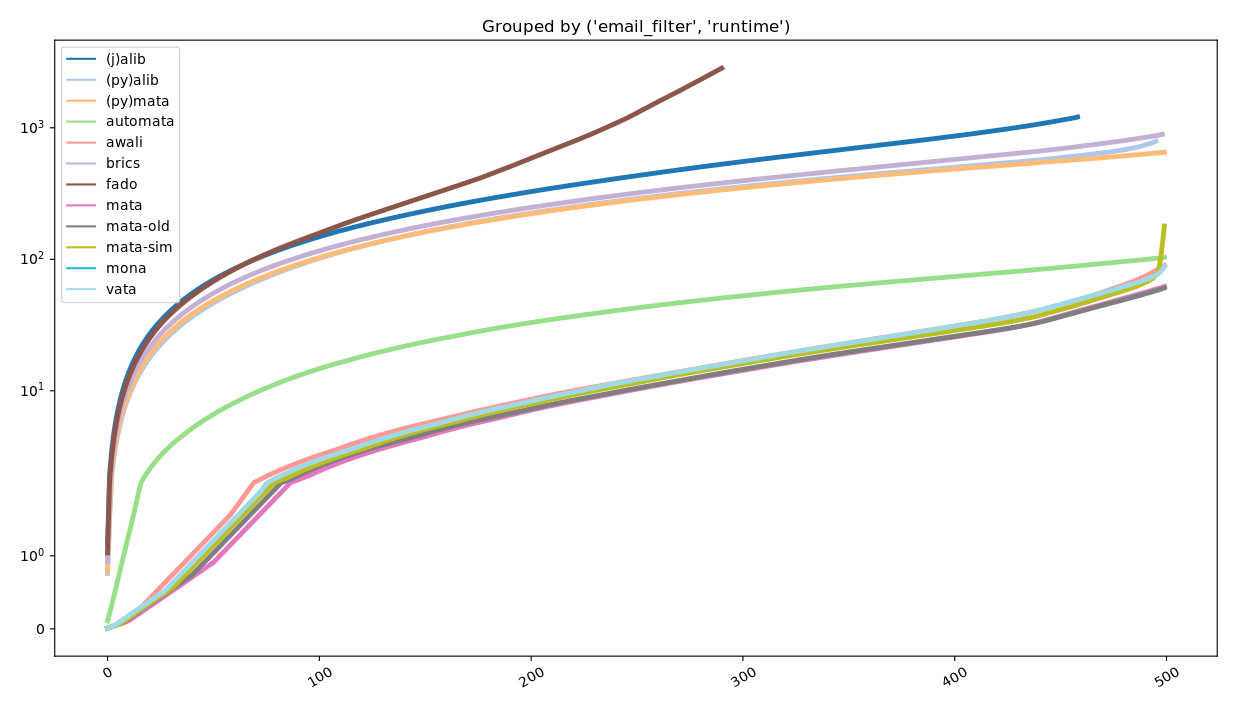 Grouped by ('email_filter', 'runtime')
(j)alib
(py)alib
(py)mata
automata
awali
brics
fado
mata
mata-old
mata-sim
mona
vata
10³
10²
10¹
10⁰
0
0
100
200
300
400
500